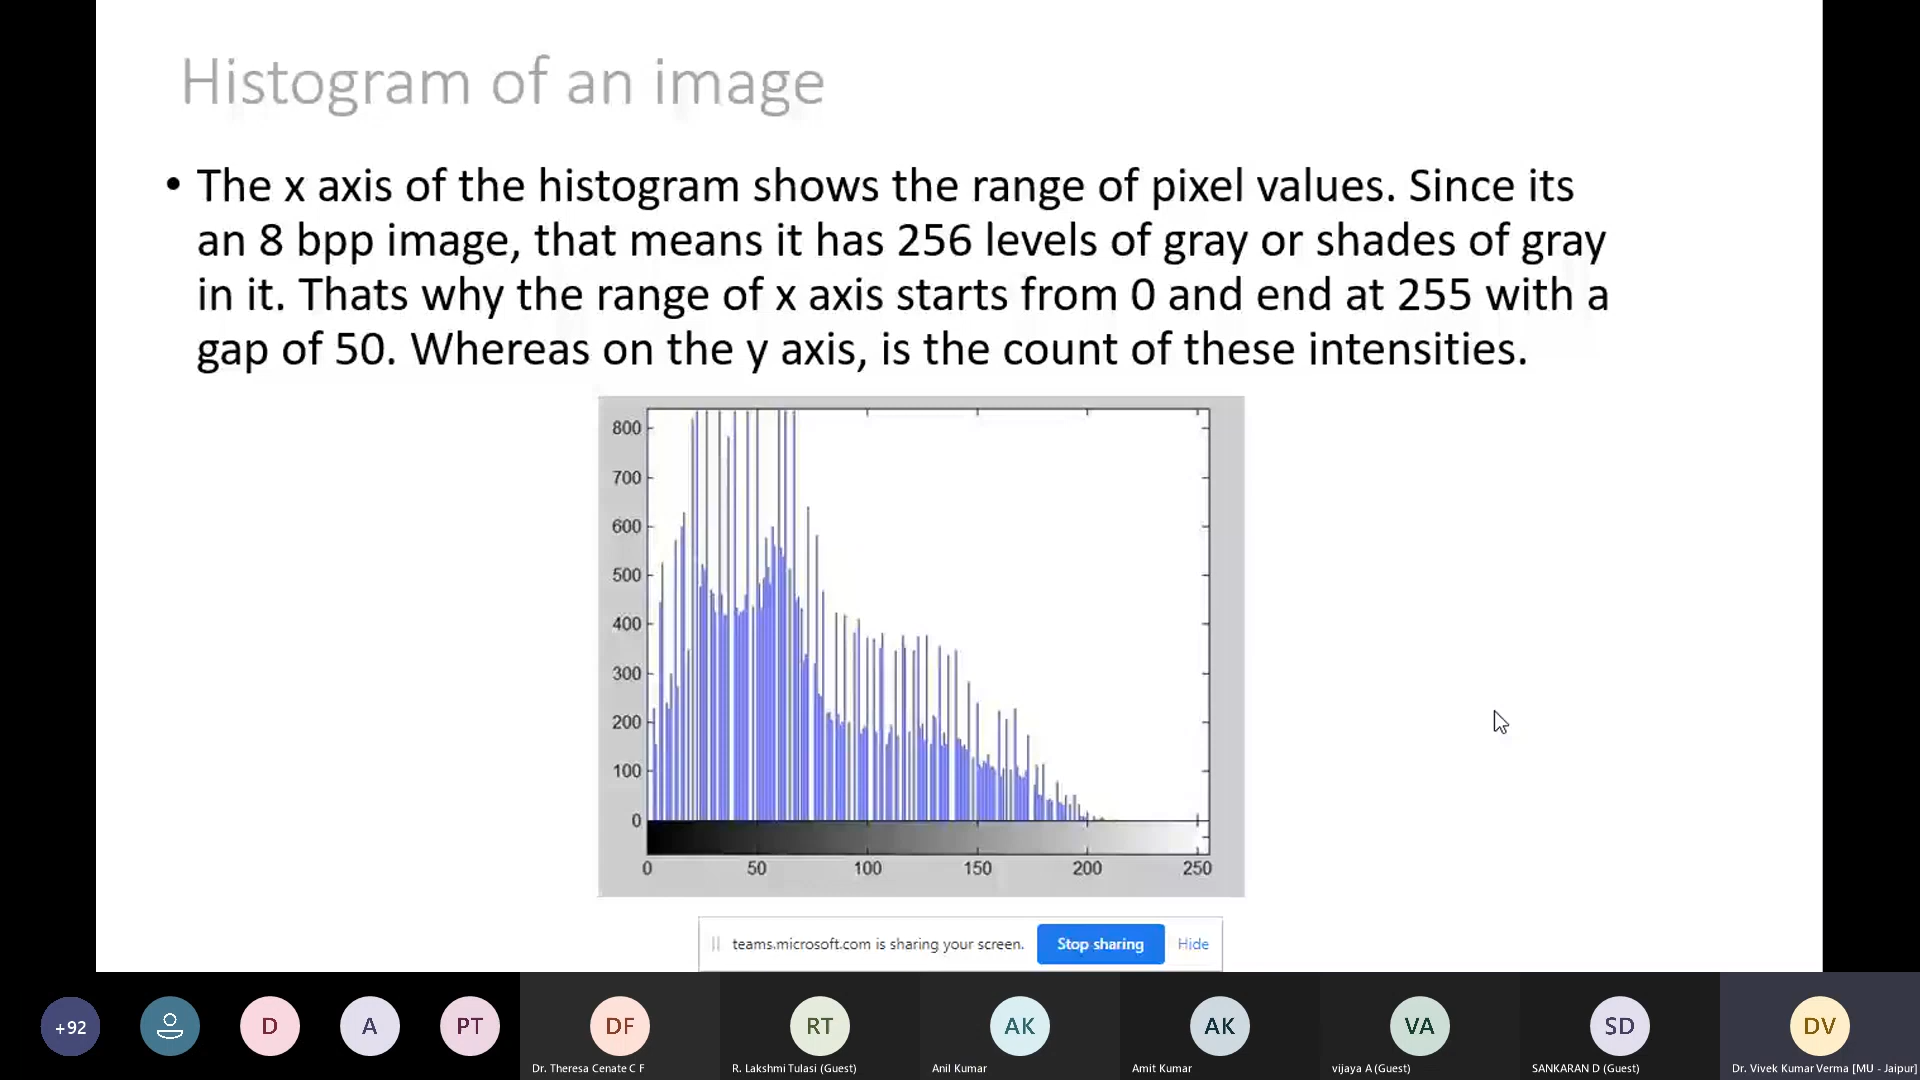 Histogram of an image
• The x axis of the histogram shows the range of pixel values. Since its
an 8 bpp image, that means it has 256 levels of gray or shades of gray
in it. Thats why the range of x axis starts from 0 and end at 255 with a
gap of 50. Whereas on the y axis, is the count of these intensities.
800
700
600
500
400
300
200
100
0
0 50 100 150 200 250
teams.microsoft.com is sharing your screen. Stop sharing Hide
+92 D A PT DF RT AK AK VA SD DV
Dr. Theresa Cenate C F R. Lakshmi Tulasi (Guest) Anil Kumar Amit Kumar vijaya A (Guest) SANKARAN D (Guest) Dr. Vivek Kumar Verma [MU - Jaipur]